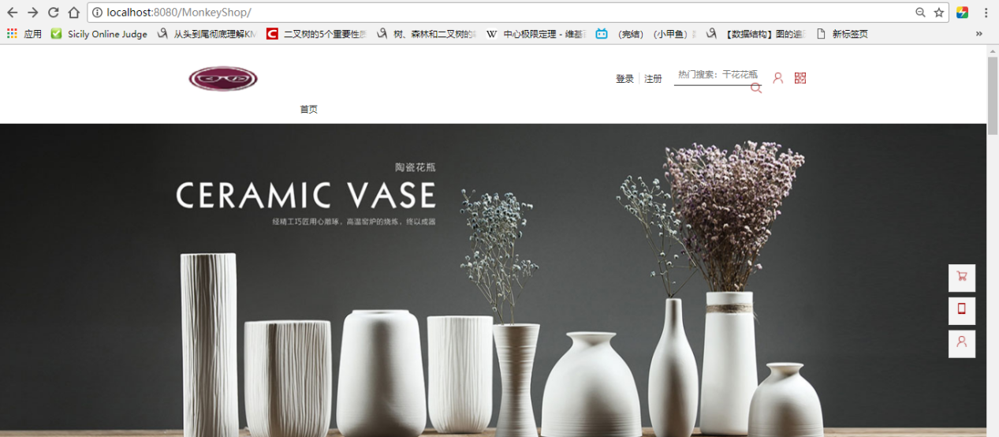 localhost:8080/MonkeyShop/
应用 Sicily Online Judge 从头到尾彻底理解KM 二叉树的5个重要性质 树、森林和二叉树的 中心极限定理 - 维基 （完结）（小甲鱼） 【数据结构】图的遍 新标签页 »
登录 注册 热门搜索：干花花瓶
首页
陶瓷花瓶
CERAMIC VASE
经精工巧匠用心雕琢，高温窑炉的烧炼，终以成器